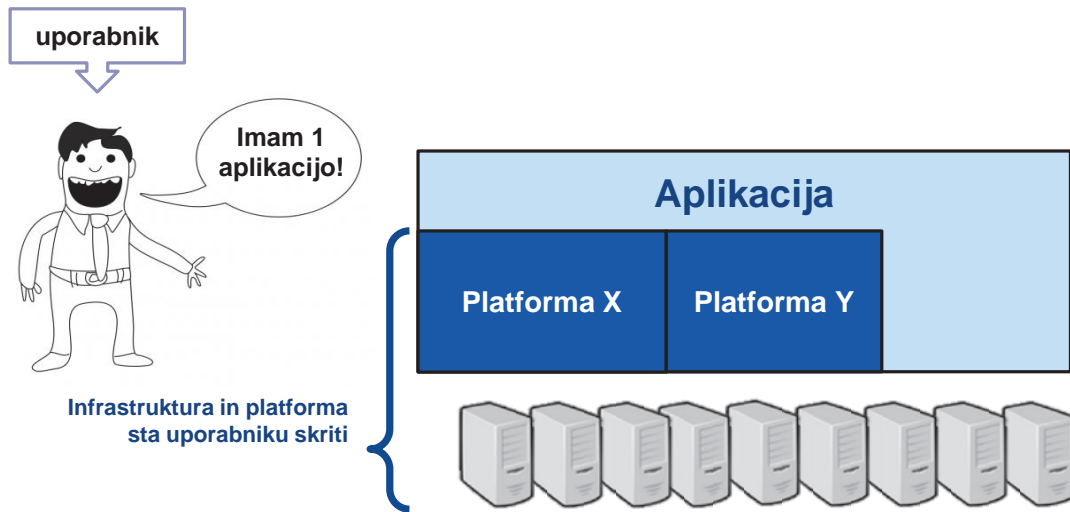 uporabnik
Imam 1
aplikacijo!
Aplikacija
Platforma X
Platforma Y
Infrastruktura in platforma
sta uporabniku skriti